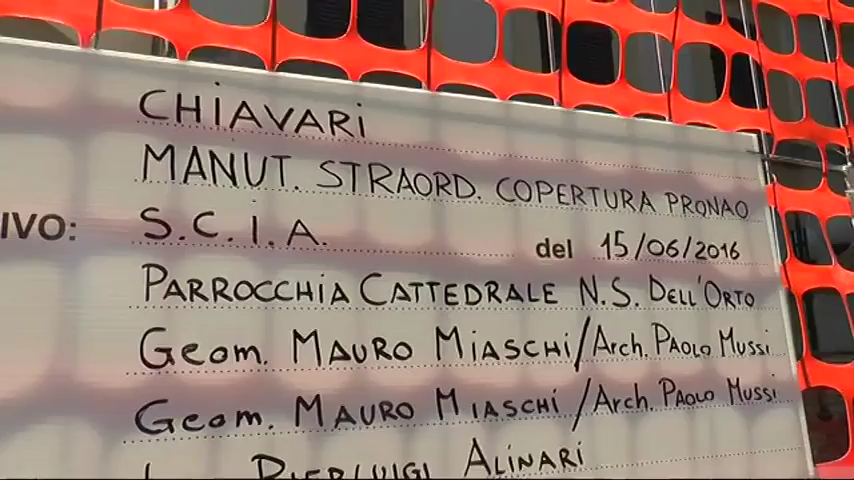 CHIAVARI
MANUT. STRAORD. COPERTURA PRONAO
IVO: S.C.I.A. del 15/06/2016
PARROCCHIA CATTEDRALE N.S. DELL'ORTO
GEOM. MAURO MIASCHI/ARCH. PAOLO MUSSI
GEOM. MAURO MIASCHI/ARCH. PAOLO MUSSI
PIERLUIGI ALINARI